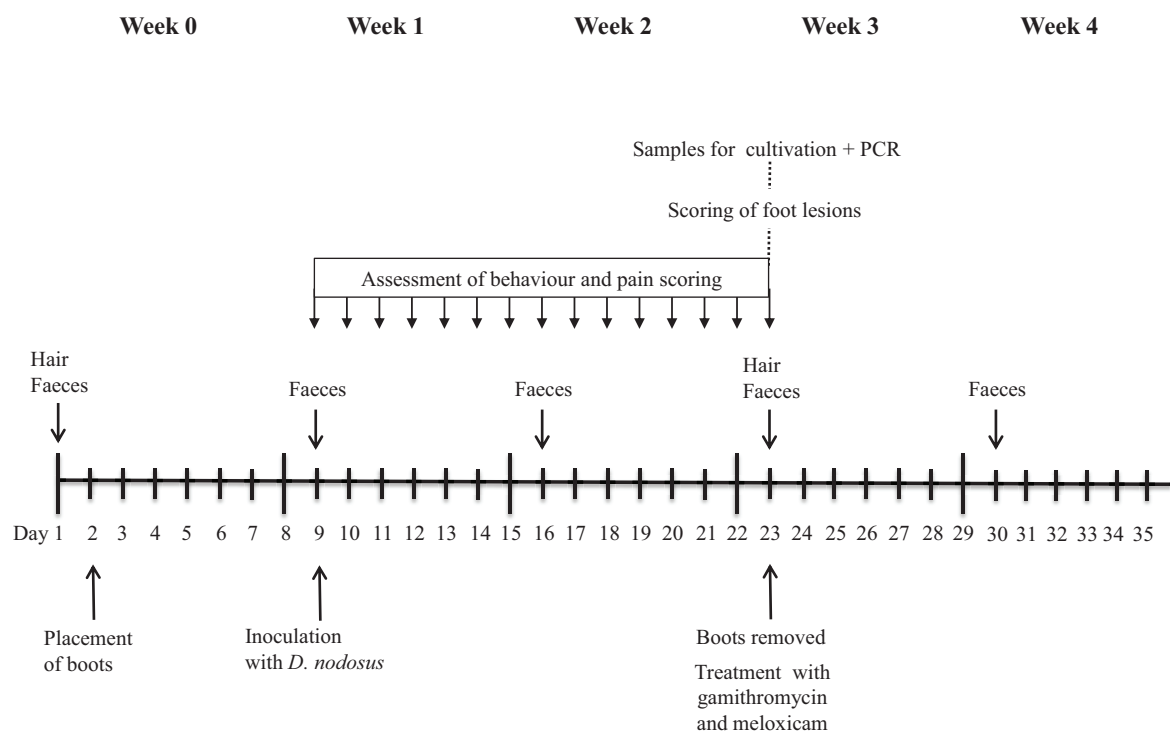 Week 0 Week 1 Week 2 Week 3 Week 4
Samples for cultivation + PCR
Scoring of foot lesions
Assessment of behaviour and pain scoring
Hair
Faeces
Faeces
Faeces
Hair
Faeces
Faeces
Day 1 2 3 4 5 6 7 8 9 10 11 12 13 14 15 16 17 18 19 20 21 22 23 24 25 26 27 28 29 30 31 32 33 34 35
Placement
of boots
Inoculation
with D. nodosus
Boots removed
Treatment with
gamithromycin
and meloxicam